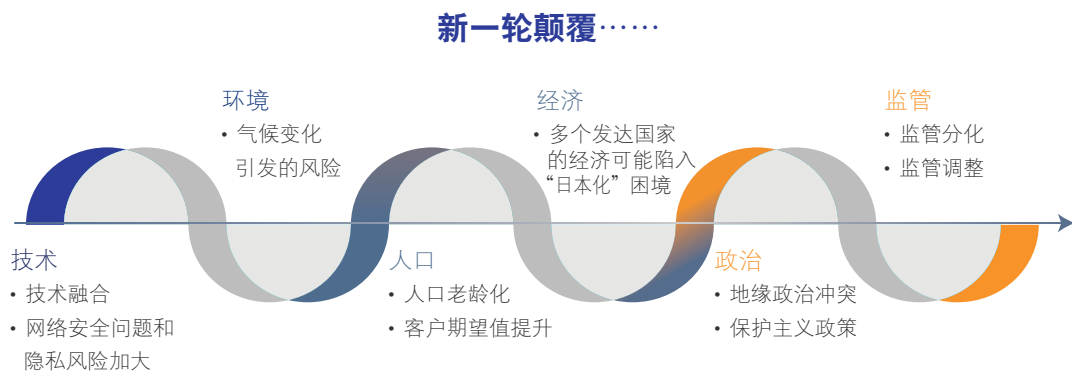 新一轮颠覆……
环境
• 气候变化
引发的风险
经济
• 多个发达国家
的经济可能陷入
“日本化”困境
监管
• 监管分化
• 监管调整
技术
• 技术融合
• 网络安全问题和
隐私风险加大
人口
• 人口老龄化
• 客户期望值提升
政治
• 地缘政治冲突
• 保护主义政策